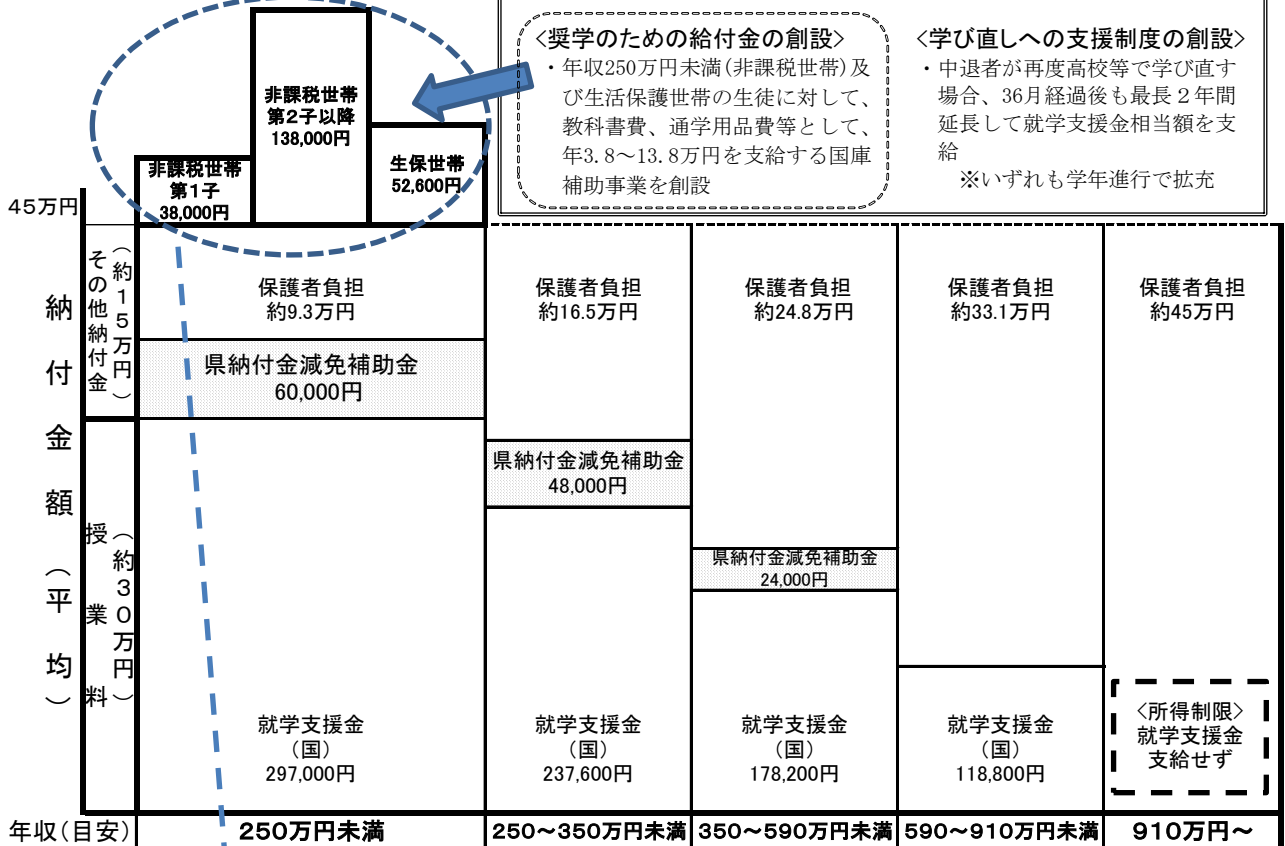 <奨学のための給付金の創設>
・年収250万円未満(非課税世帯)及
び生活保護世帯の生徒に対して、
教科書費、通学用品費等として、
年3.8～13.8万円を支給する国庫
補助事業を創設
<学び直しへの支援制度の創設>
・中退者が再度高校等で学び直す
場合、36月経過後も最長２年間
延長して就学支援金相当額を支
給
※いずれも学年進行で拡充
非課税世帯
第2子以降
138,000円
非課税世帯
第1子
38,000円
生保世帯
52,600円
45万円
納付金額（平均）
その他納付金
（約１５万円）
授業料
（約３０万円）
保護者負担
約9.3万円
県納付金減免補助金
60,000円
就学支援金
（国）
297,000円
保護者負担
約16.5万円
県納付金減免補助金
48,000円
就学支援金
（国）
237,600円
保護者負担
約24.8万円
県納付金減免補助金
24,000円
就学支援金
（国）
178,200円
保護者負担
約33.1万円
就学支援金
（国）
118,800円
保護者負担
約45万円
<所得制限>
就学支援金
支給せず
年収(目安)
250万円未満
250～350万円未満
350～590万円未満
590～910万円未満
910万円～